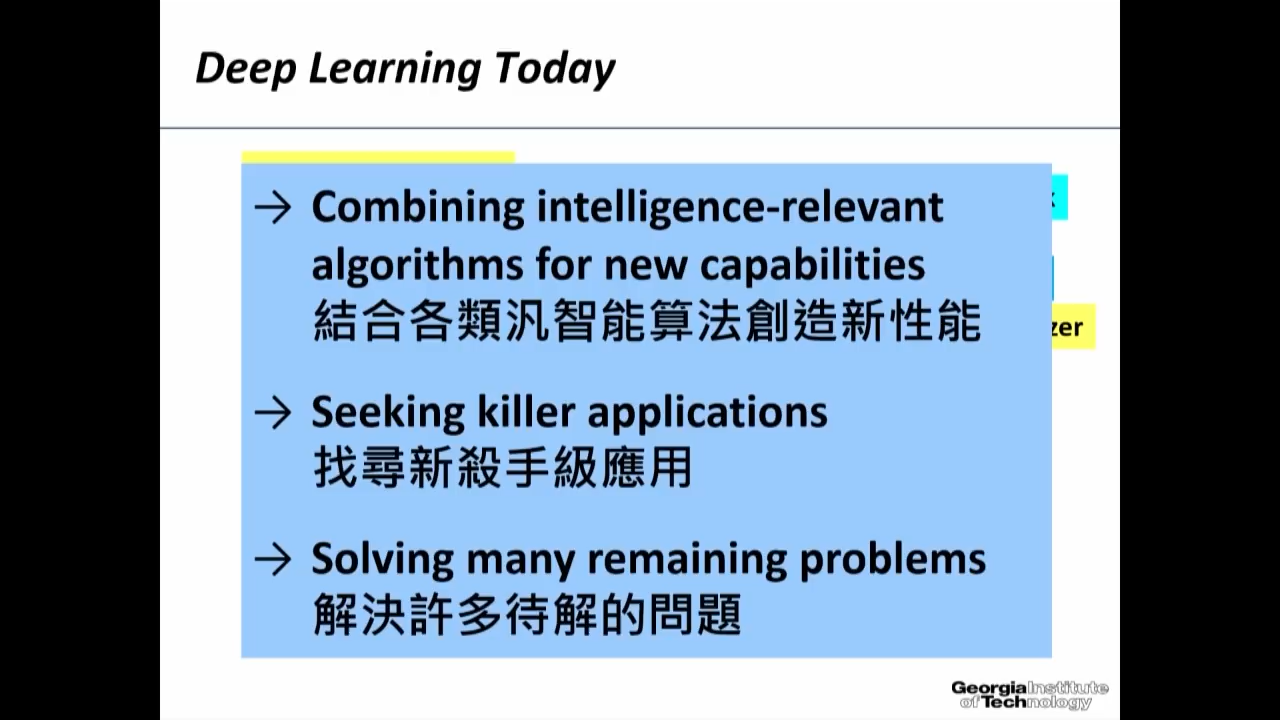 Deep Learning Today
→ Combining intelligence-relevant
algorithms for new capabilities
結合各類汎智能算法創造新性能
→ Seeking killer applications
找尋新殺手級應用
→ Solving many remaining problems
解決許多待解的問題
zer
Georgia Institute
of Technology